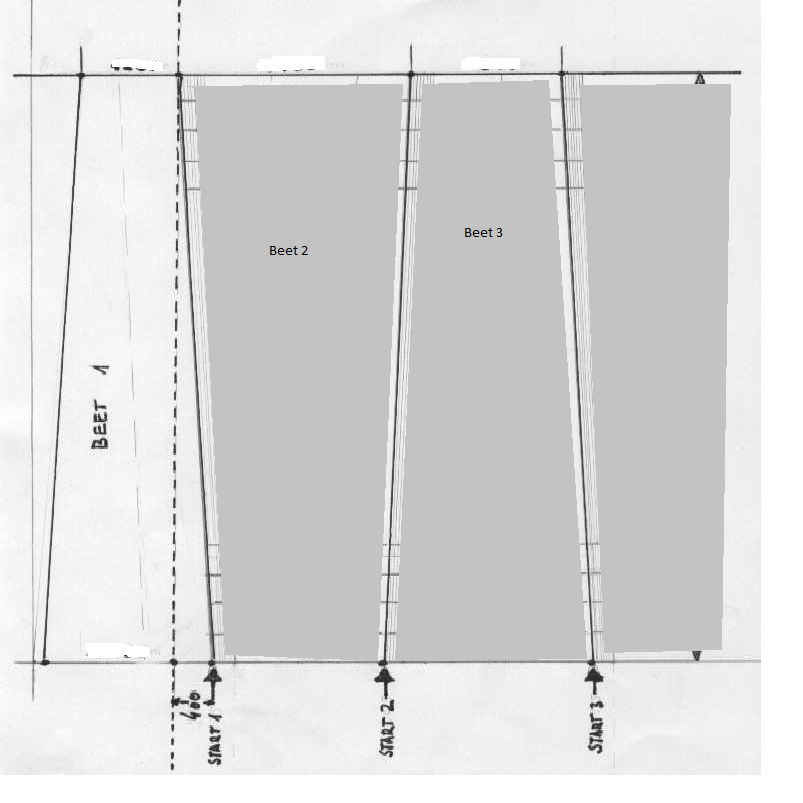 Beet 2
Beet 3
BEET 1
400
START 1
START 2
START 3